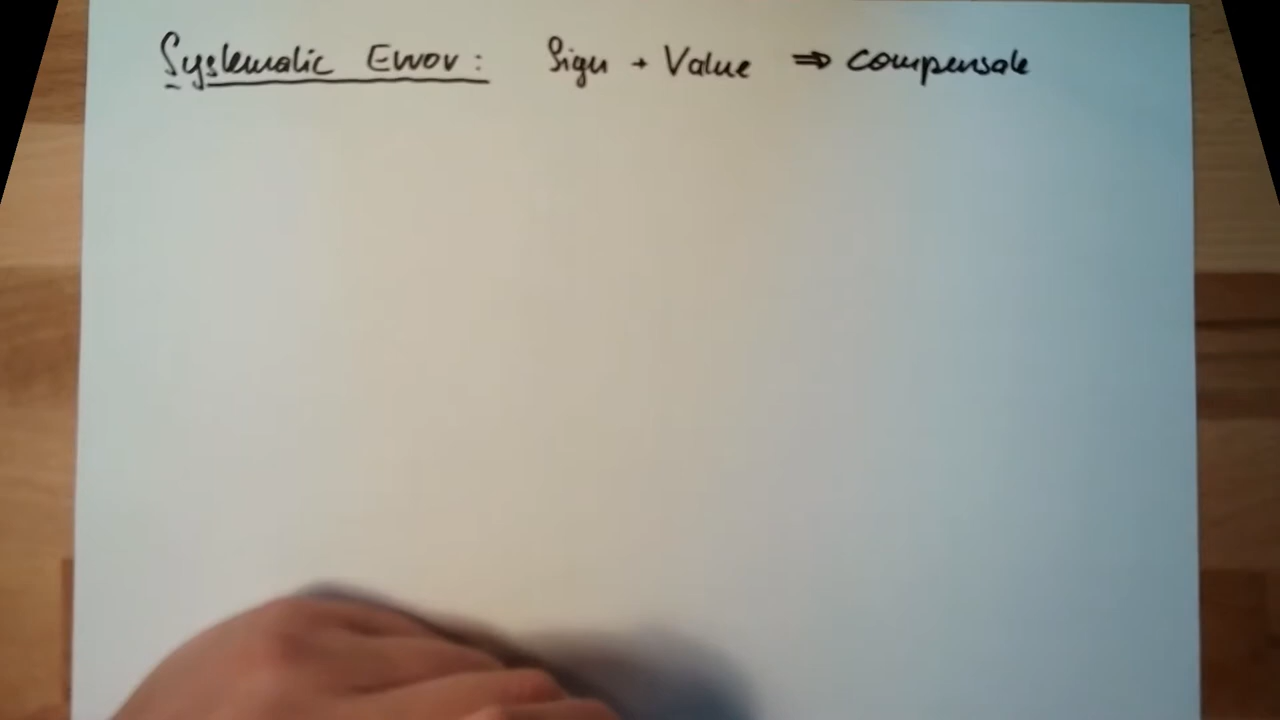 Systematic Error: Sign + Value ⇒ compensate